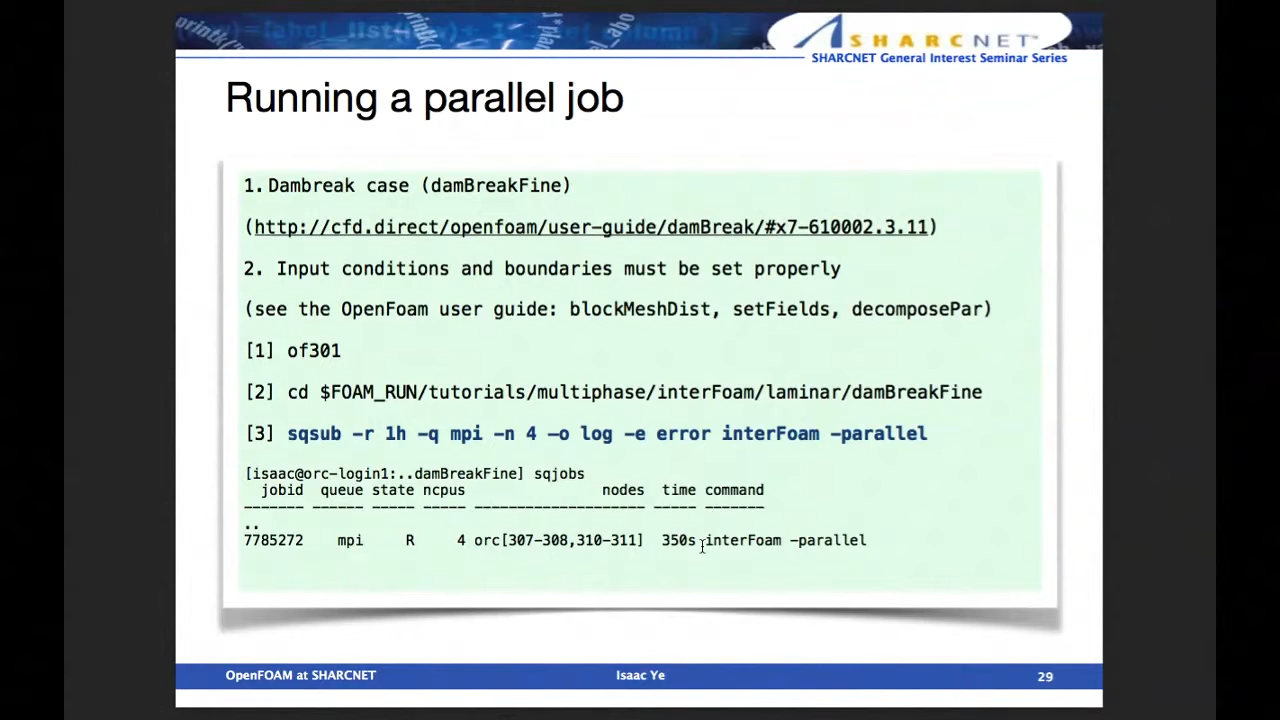 SHARCNET™
SHARCNET General Interest Seminar Series
Running a parallel job
1. Dambreak case (damBreakFine)
(http://cfd.direct/openfoam/user-guide/damBreak/#x7-610002.3.11)
2. Input conditions and boundaries must be set properly
(see the OpenFoam user guide: blockMeshDist, setFields, decomposePar)
[1] of301
[2] cd $FOAM_RUN/tutorials/multiphase/interFoam/laminar/damBreakFine
[3] sqsub –r 1h –q mpi –n 4 –o log –e error interFoam –parallel
[isaac@orc-login1:..damBreakFine] sqjobs
jobid queue state ncpus nodes time command
------- ------ ----- ----- -------------------- ----- -------
..
7785272 mpi R 4 orc[307-308,310-311] 350s interFoam -parallel
OpenFOAM at SHARCNET
Isaac Ye
29